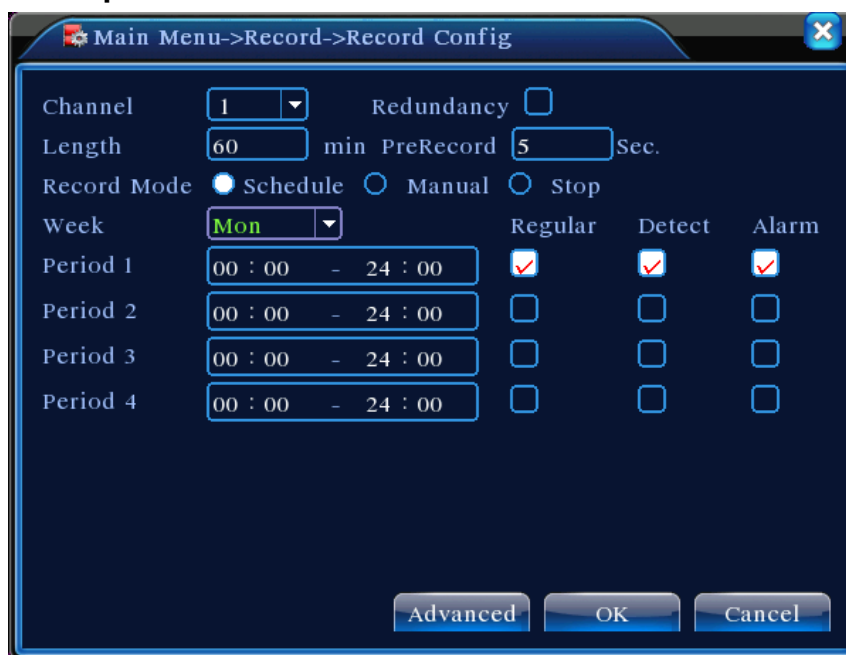 Main Menu->Record->Record Config
Channel 1 Redundancy
Length 60 min PreRecord 5 Sec.
Record Mode Schedule Manual Stop
Week Mon Regular Detect Alarm
Period 1 00 : 00 - 24 : 00
Period 2 00 : 00 - 24 : 00
Period 3 00 : 00 - 24 : 00
Period 4 00 : 00 - 24 : 00
Advanced OK Cancel